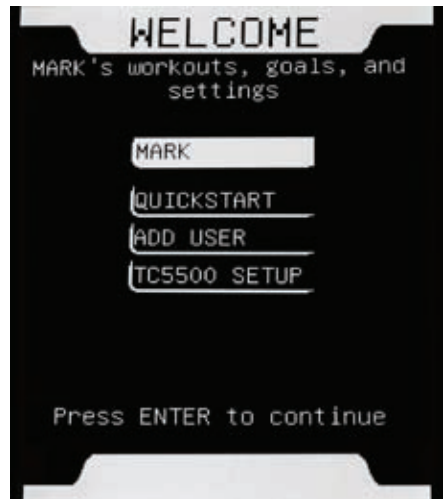 WELCOME
MARK's workouts, goals, and
settings
MARK
QUICKSTART
ADD USER
TC5500 SETUP
Press ENTER to continue